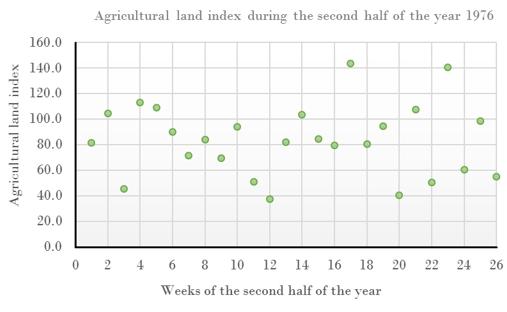 Agricultural land index during the second half of the year 1976
Agricultural land index
160.0
140.0
120.0
100.0
80.0
60.0
40.0
20.0
0.0
0 2 4 6 8 10 12 14 16 18 20 22 24 26
Weeks of the second half of the year